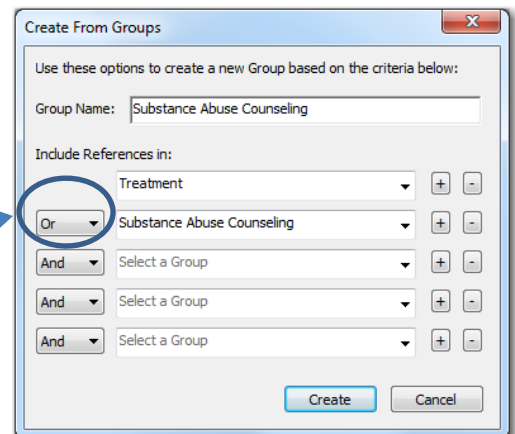 Create From Groups
Use these options to create a new Group based on the criteria below:
Group Name: Substance Abuse Counseling
Include References in:
Treatment + -
Or Substance Abuse Counseling + -
And Select a Group + -
And Select a Group + -
And Select a Group + -
Create Cancel